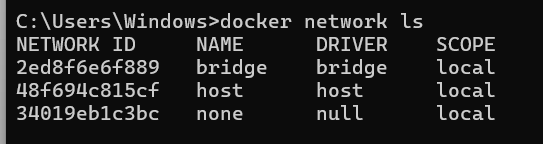 C:\Users\Windows>docker network ls
NETWORK ID     NAME      DRIVER    SCOPE
2ed8f6e6f889   bridge    bridge    local
48f694c815cf   host      host      local
34019eb1c3bc   none      null      local